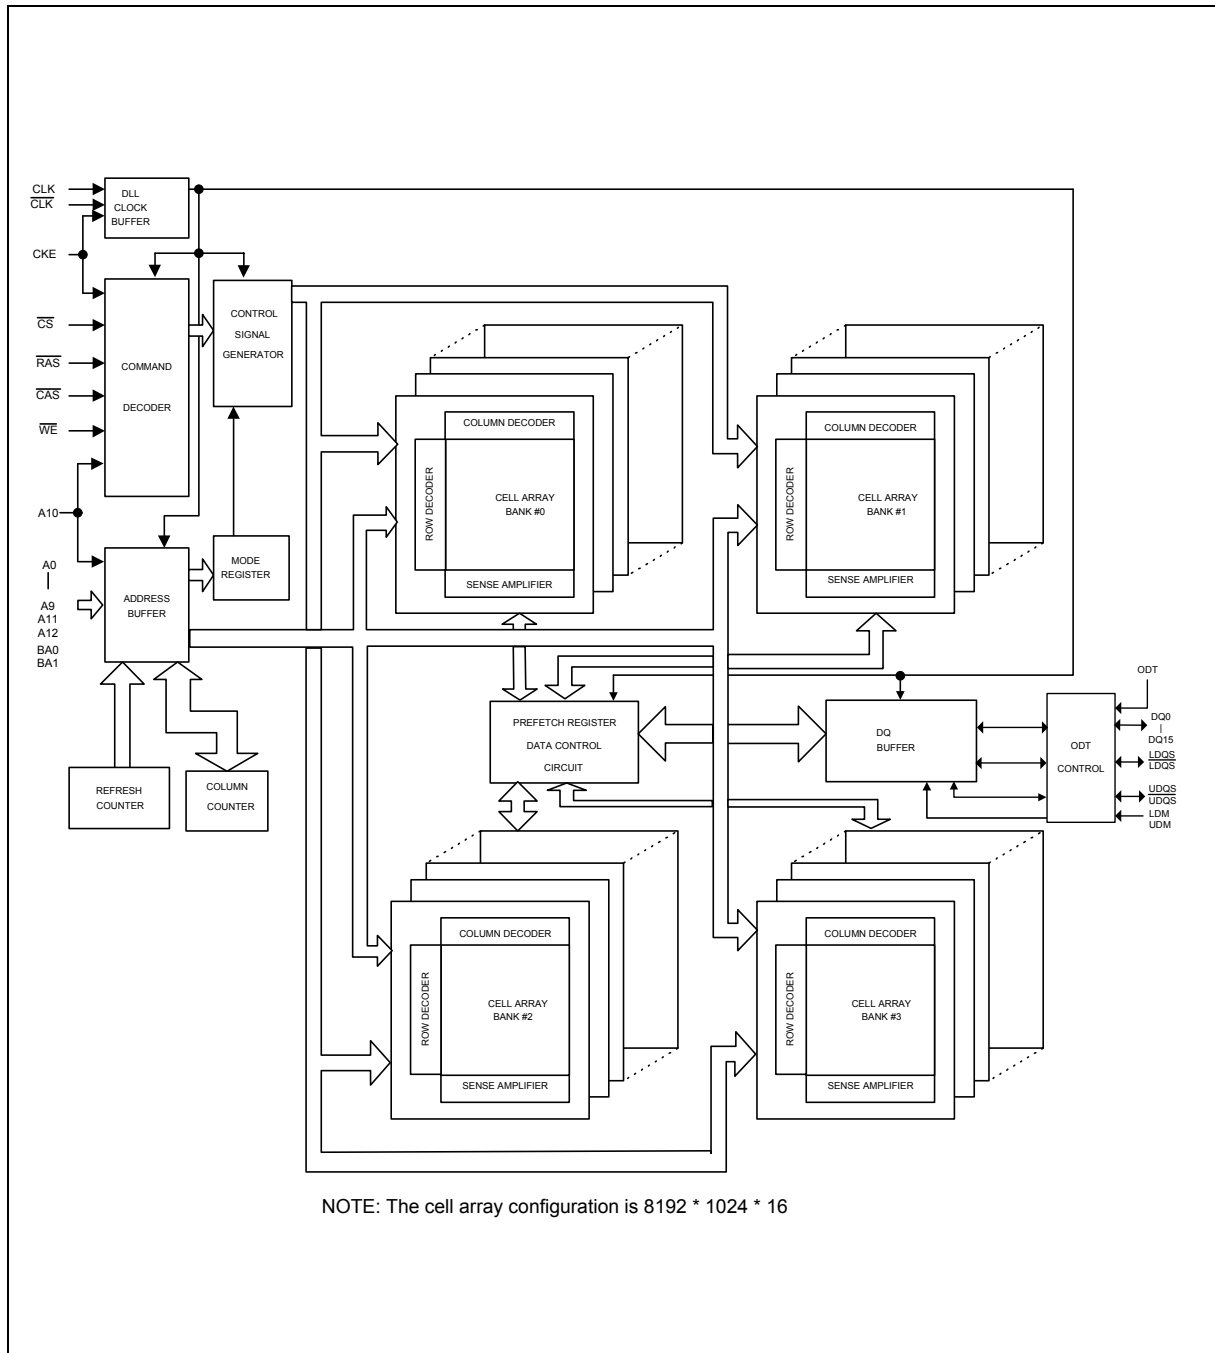 CLK
CLK
CKE
CS
RAS
CAS
WE
A10
A0
A9
A11
A12
BA0
BA1
DLL
CLOCK
BUFFER
COMMAND
DECODER
CONTROL
SIGNAL
GENERATOR
MODE
REGISTER
ADDRESS
BUFFER
REFRESH
COUNTER
COLUMN
COUNTER
COLUMN DECODER
ROW DECODER
CELL ARRAY
BANK #0
SENSE AMPLIFIER
COLUMN DECODER
ROW DECODER
CELL ARRAY
BANK #1
SENSE AMPLIFIER
PREFETCH REGISTER
DATA CONTROL
CIRCUIT
DQ
BUFFER
ODT
CONTROL
ODT
DQ0
|
DQ15
LDQS
LDQS
UDQS
UDQS
LDM
UDM
COLUMN DECODER
ROW DECODER
CELL ARRAY
BANK #2
SENSE AMPLIFIER
COLUMN DECODER
ROW DECODER
CELL ARRAY
BANK #3
SENSE AMPLIFIER
NOTE: The cell array configuration is 8192 * 1024 * 16